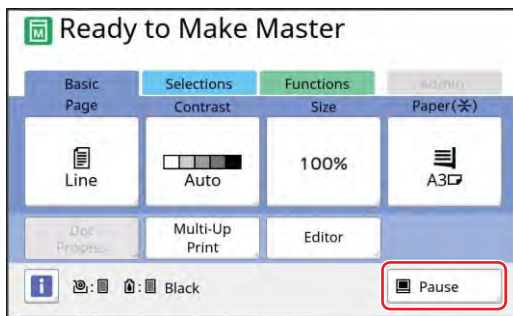 Ready to Make Master
Basic Selections Functions Admin
Page Contrast Size Paper(※)
Line Auto 100% A3
Dot Process Multi-Up Print Editor
i : : Black Pause